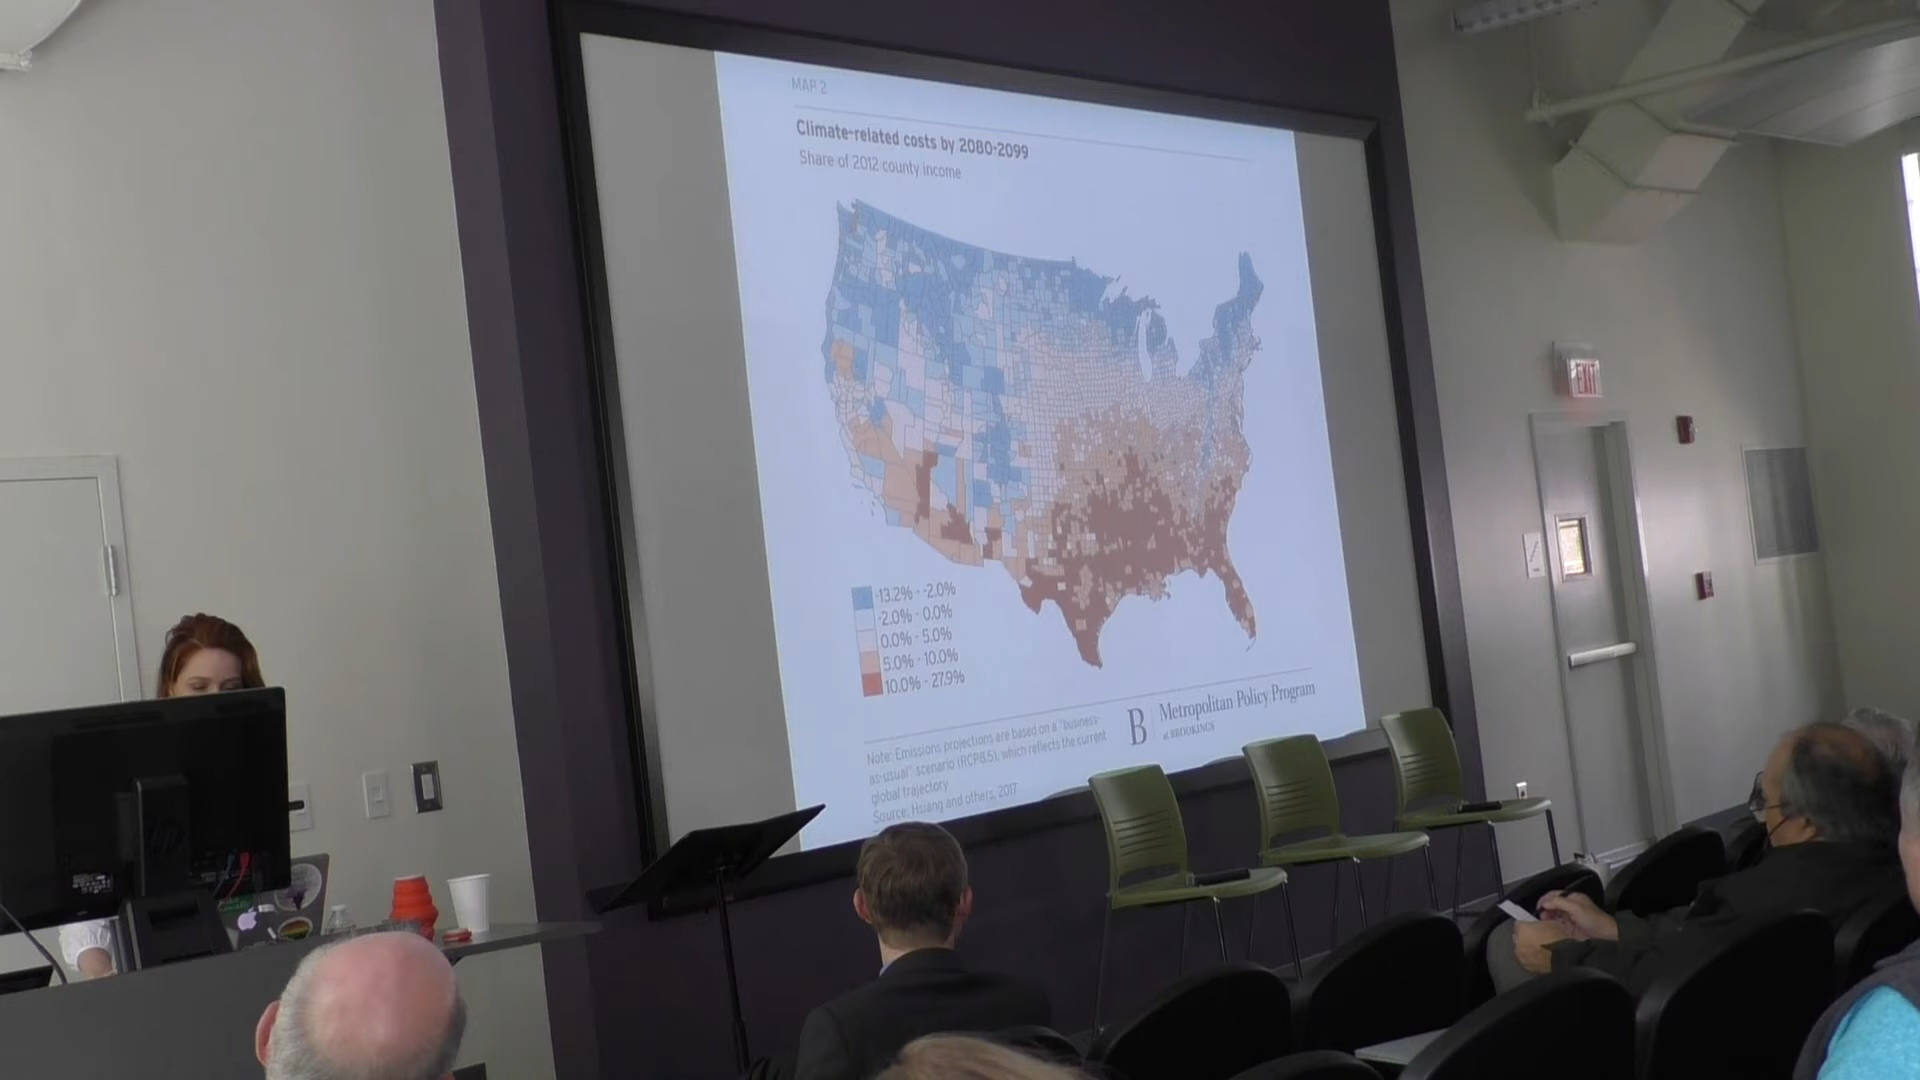 MAP 2
Climate-related costs by 2080-2099
Share of 2012 county income
-13.2% - -2.0%
-2.0% - 0.0%
0.0% - 5.0%
5.0% - 10.0%
10.0% - 27.9%
Note: Emissions projections are based on a "business-
as-usual" scenario (RCP8.5), which reflects the current
global trajectory
Source: Hsiang and others, 2017
B Metropolitan Policy Program
at BROOKINGS
EXIT